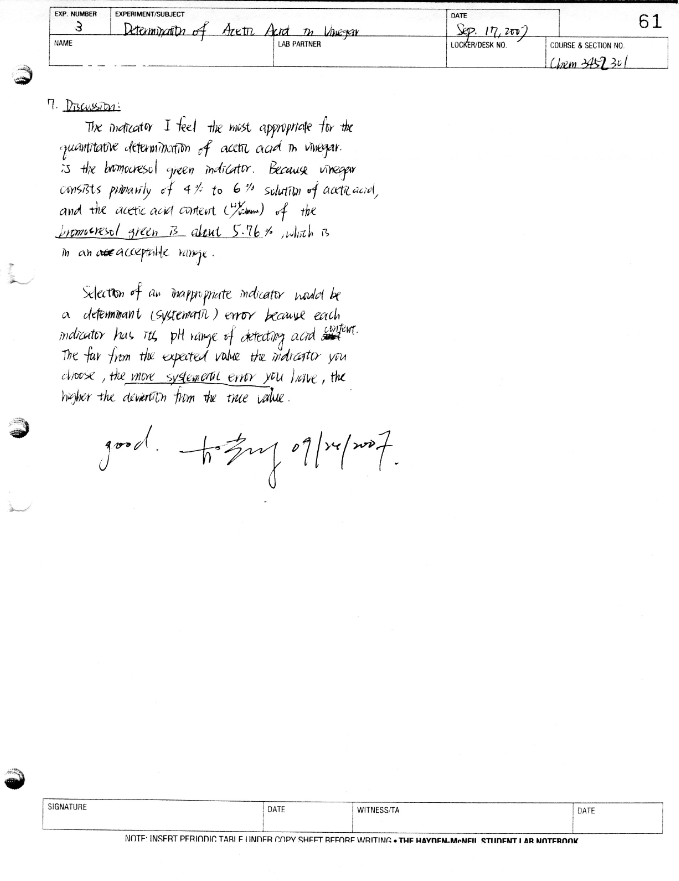 EXP. NUMBER
3
EXPERIMENT/SUBJECT
Determination of Acetic Acid in Vinegar
DATE
Sep. 17, 2007
61
NAME
LAB PARTNER
LOCKER/DESK NO.
COURSE & SECTION NO.
Chem 3452 301
7. Discussion:
The indicator I feel the most appropriate for the
quantitative determination of acetic acid in vinegar.
is the bromocresol green indicator. Because vinegar
consists primarily of 4% to 6% solution of acetic acid,
and the acetic acid content of the
bromocresol green is about 5.76%, which is
in an acceptable range.
Selection of an inappropriate indicator would be
a determinant (systematic) error because each
indicator has its pH range of detecting acid content.
The far from the expected value the indicator you
choose, the more systematic error you have, the
higher the deviation from the true value.
good. 09/24/2007.
SIGNATURE
DATE
WITNESS/TA
DATE
NOTE: INSERT PERIODIC TABLE UNDER COPY SHEET BEFORE WRITING • THE HAYDEN-McNEIL STUDENT LAB NOTEBOOK